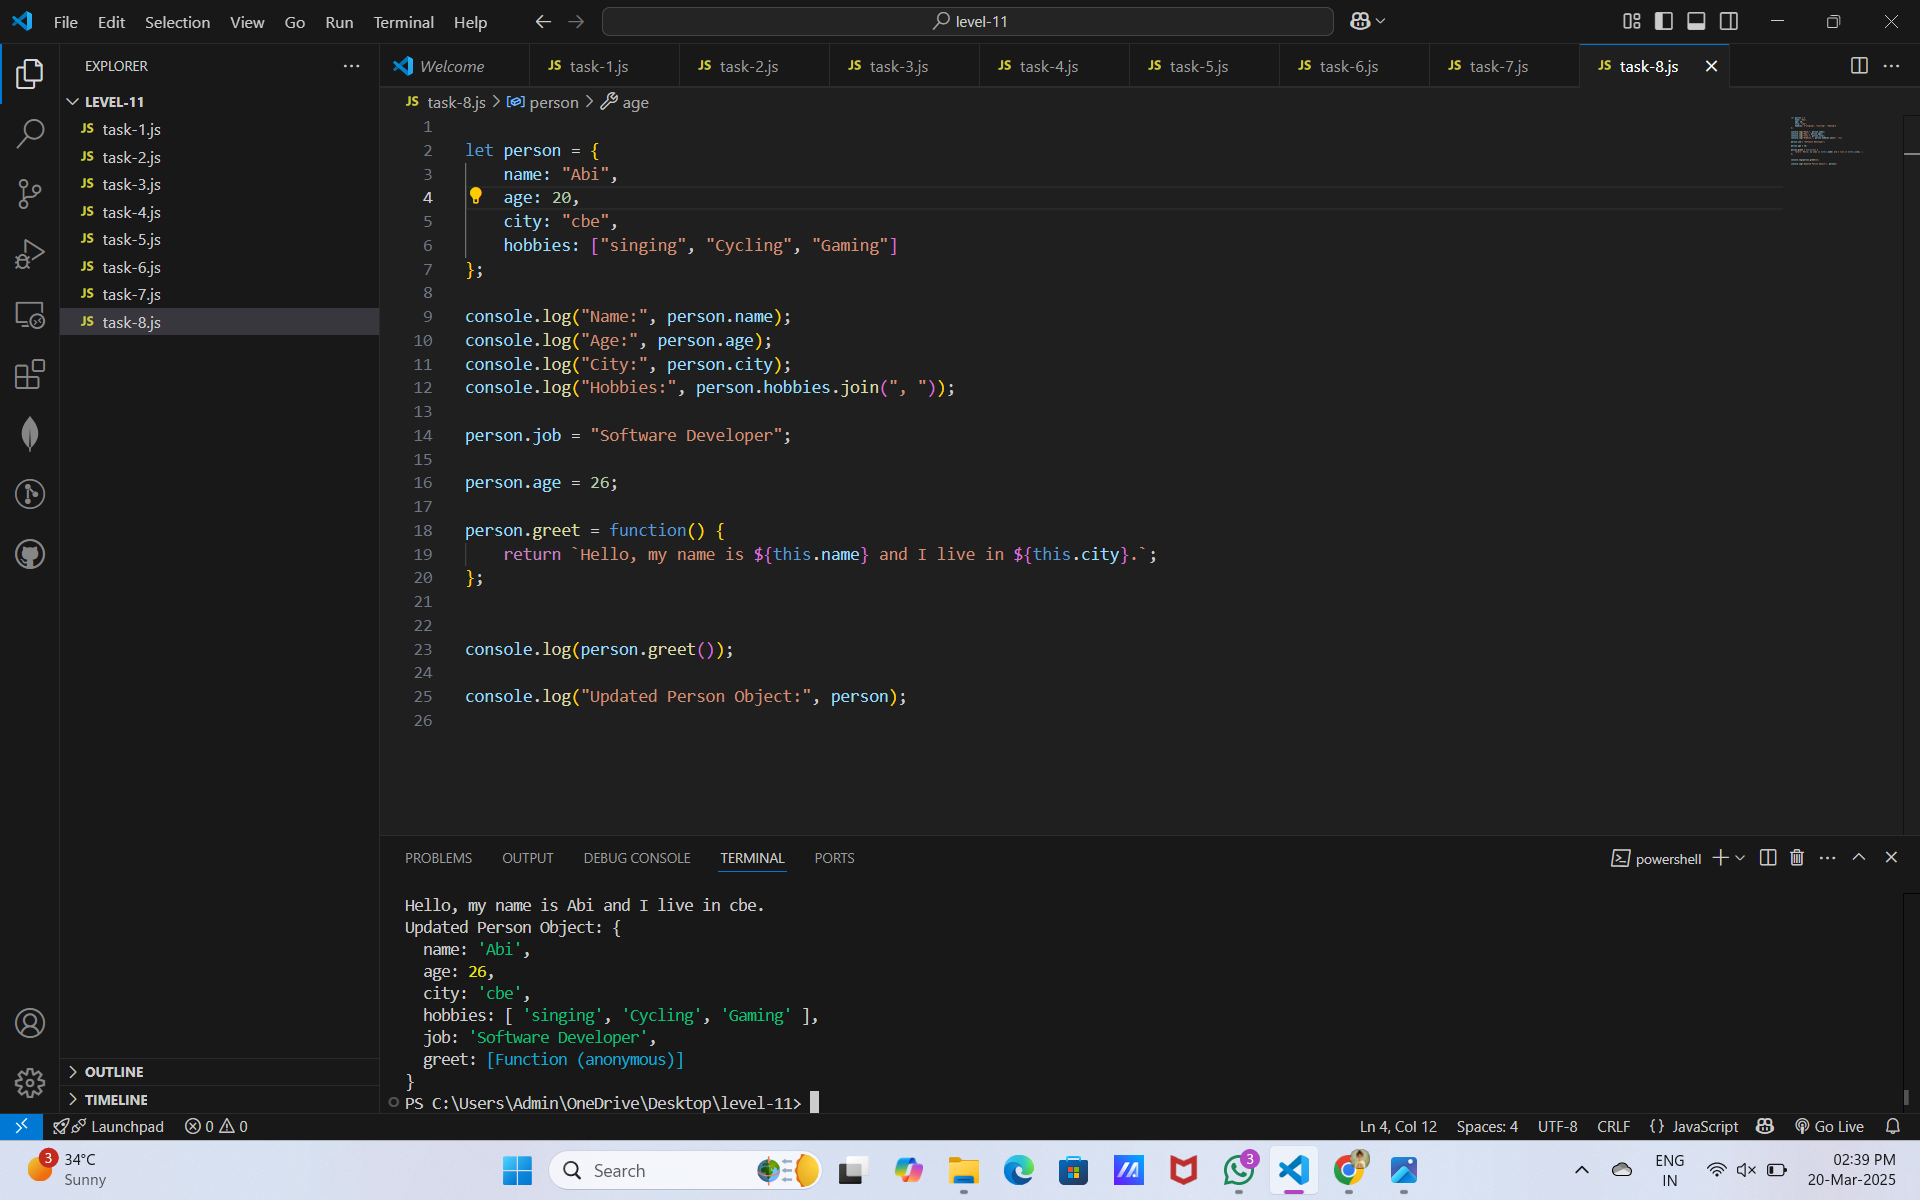 File Edit Selection View Go Run Terminal Help level-11
EXPLORER
LEVEL-11
JS task-1.js
JS task-2.js
JS task-3.js
JS task-4.js
JS task-5.js
JS task-6.js
JS task-7.js
JS task-8.js
OUTLINE
TIMELINE
Welcome JS task-1.js JS task-2.js JS task-3.js JS task-4.js JS task-5.js JS task-6.js JS task-7.js JS task-8.js
JS task-8.js > person > age
1
2 let person = {
3 name: "Abi",
4 age: 20,
5 city: "cbe",
6 hobbies: ["singing", "Cycling", "Gaming"]
7 };
8
9 console.log("Name:", person.name);
10 console.log("Age:", person.age);
11 console.log("City:", person.city);
12 console.log("Hobbies:", person.hobbies.join(", "));
13
14 person.job = "Software Developer";
15
16 person.age = 26;
17
18 person.greet = function() {
19 return `Hello, my name is ${this.name} and I live in ${this.city}.`;
20 };
21
22
23 console.log(person.greet());
24
25 console.log("Updated Person Object:", person);
26
PROBLEMS OUTPUT DEBUG CONSOLE TERMINAL PORTS powershell
Hello, my name is Abi and I live in cbe.
Updated Person Object: {
name: 'Abi',
age: 26,
city: 'cbe',
hobbies: [ 'singing', 'Cycling', 'Gaming' ],
job: 'Software Developer',
greet: [Function (anonymous)]
}
PS C:\Users\Admin\OneDrive\Desktop\level-11>
Launchpad 0 0 Ln 4, Col 12 Spaces: 4 UTF-8 CRLF {} JavaScript Go Live
3 34°C
Sunny
Search
3
ENG
IN
02:39 PM
20-Mar-2025